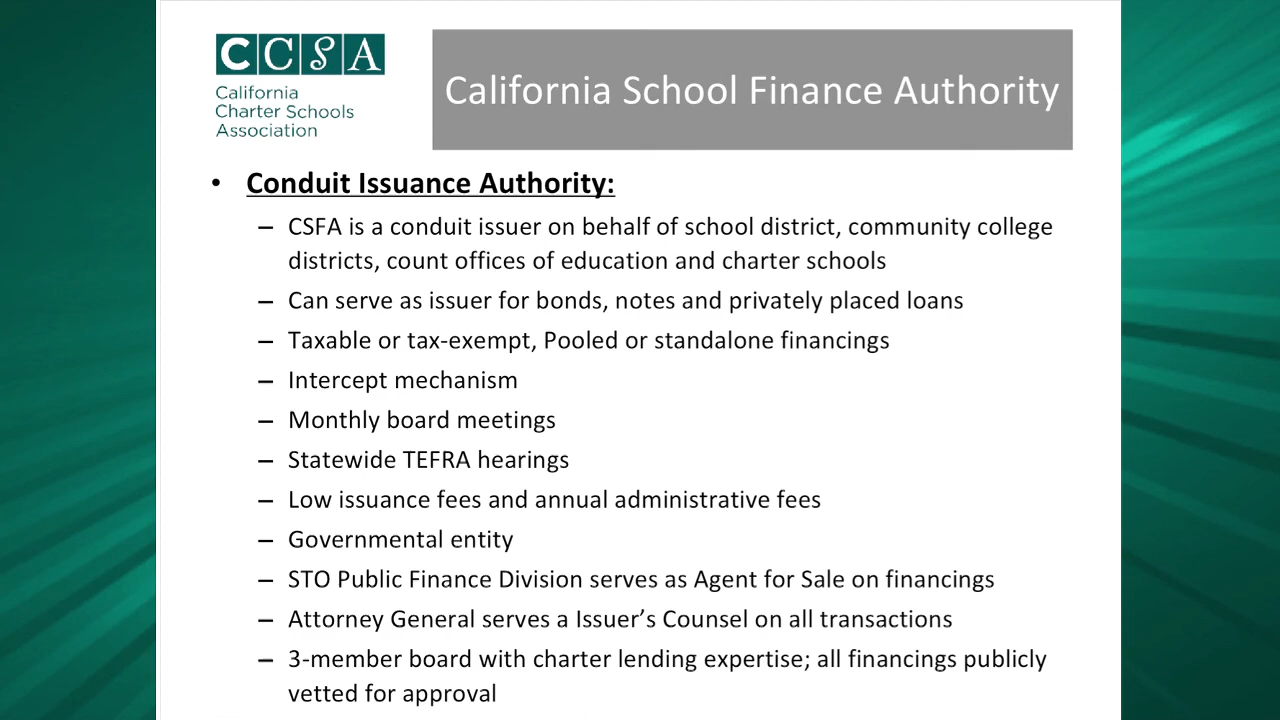 CCSA
California
Charter Schools
Association
California School Finance Authority
• Conduit Issuance Authority:
– CSFA is a conduit issuer on behalf of school district, community college
districts, count offices of education and charter schools
– Can serve as issuer for bonds, notes and privately placed loans
– Taxable or tax-exempt, Pooled or standalone financings
– Intercept mechanism
– Monthly board meetings
– Statewide TEFRA hearings
– Low issuance fees and annual administrative fees
– Governmental entity
– STO Public Finance Division serves as Agent for Sale on financings
– Attorney General serves a Issuer’s Counsel on all transactions
– 3-member board with charter lending expertise; all financings publicly
vetted for approval